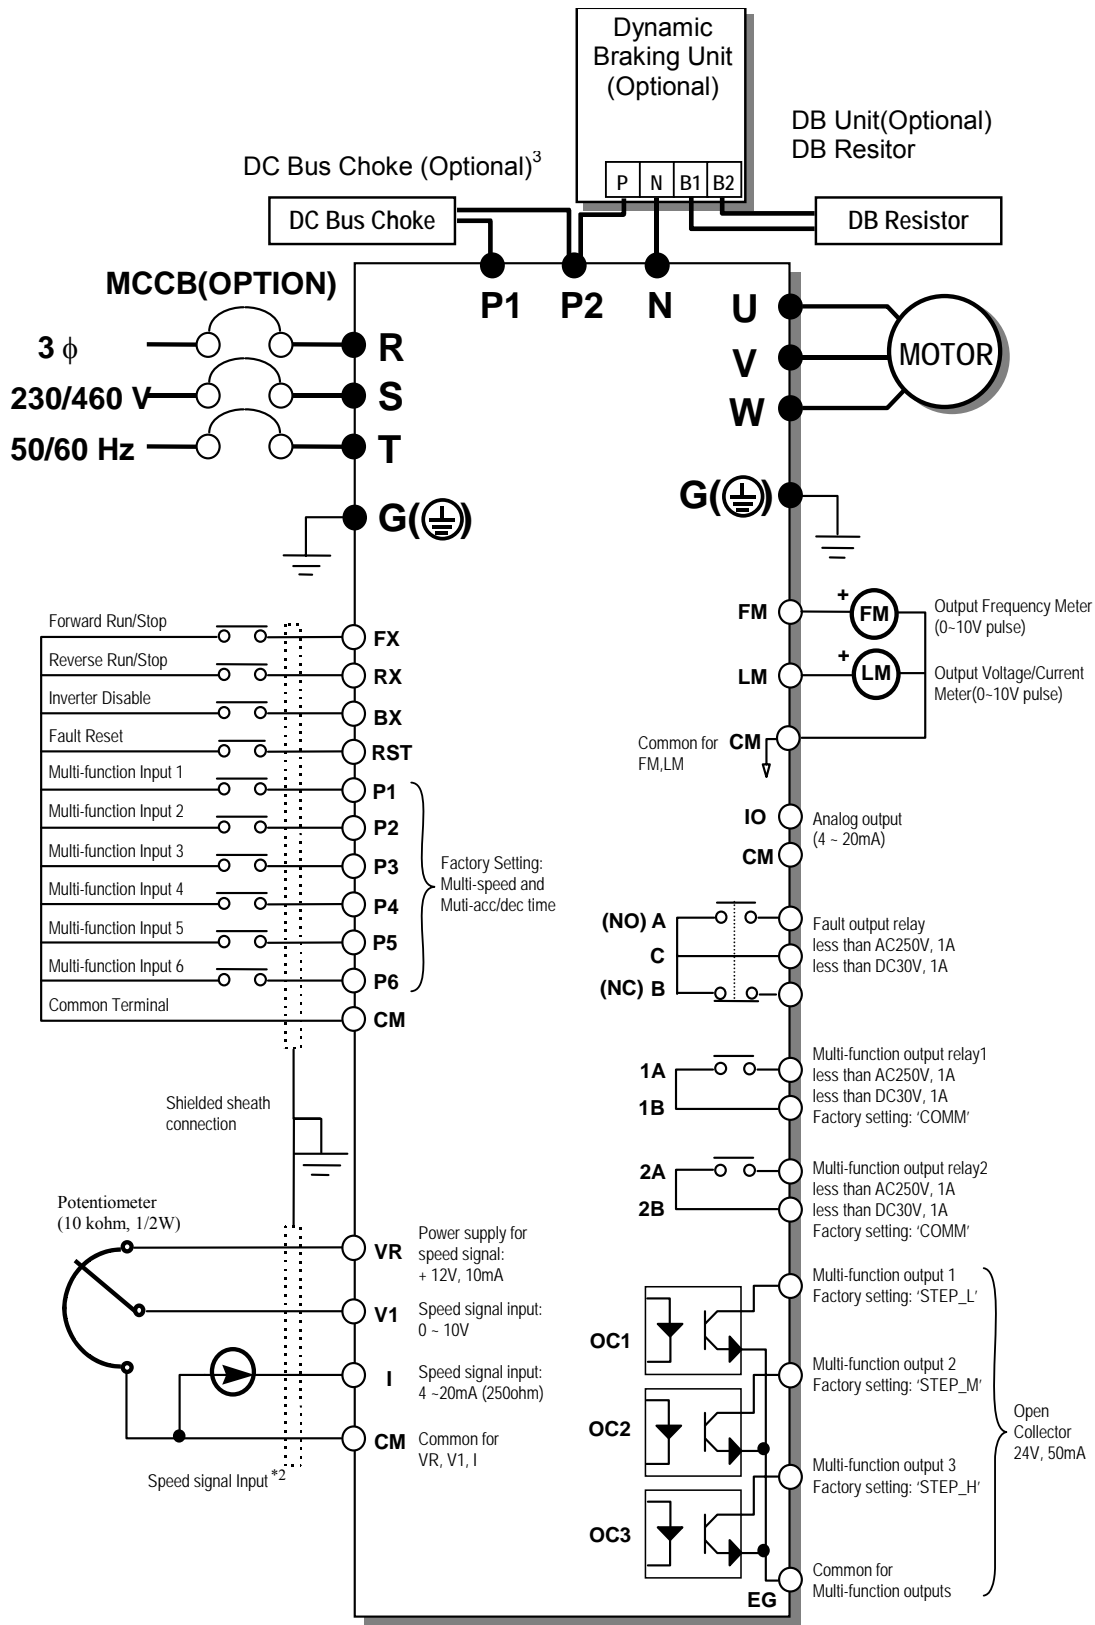 Dynamic
Braking Unit
(Optional)
DB Unit(Optional)
DB Resitor
DC Bus Choke (Optional)3
P N B1 B2
DC Bus Choke
DB Resistor
MCCB(OPTION)
P1 P2 N
U
V
W
MOTOR
3 ϕ
230/460 V
50/60 Hz
R
S
T
G( )
G( )
Forward Run/Stop
FX
Reverse Run/Stop
RX
Inverter Disable
BX
Fault Reset
RST
Multi-function Input 1
P1
Multi-function Input 2
P2
Multi-function Input 3
P3
Multi-function Input 4
P4
Multi-function Input 5
P5
Multi-function Input 6
P6
Common Terminal
CM
Factory Setting:
Multi-speed and
Muti-acc/dec time
Shielded sheath
connection
Potentiometer
(10 kohm, 1/2W)
VR
Power supply for
speed signal:
+ 12V, 10mA
V1
Speed signal input:
0 ~ 10V
I
Speed signal input:
4 ~20mA (250ohm)
CM
Common for
VR, V1, I
Speed signal Input *2
FM
+
FM
Output Frequency Meter
(0~10V pulse)
LM
+
LM
Output Voltage/Current
Meter(0~10V pulse)
Common for
FM,LM
CM
IO
Analog output
(4 ~ 20mA)
CM
(NO) A
C
(NC) B
Fault output relay
less than AC250V, 1A
less than DC30V, 1A
1A
1B
Multi-function output relay1
less than AC250V, 1A
less than DC30V, 1A
Factory setting: ‘COMM’
2A
2B
Multi-function output relay2
less than AC250V, 1A
less than DC30V, 1A
Factory setting: ‘COMM’
OC1
Multi-function output 1
Factory setting: ‘STEP_L’
OC2
Multi-function output 2
Factory setting: ‘STEP_M’
OC3
Multi-function output 3
Factory setting: ‘STEP_H’
Open
Collector
24V, 50mA
EG
Common for
Multi-function outputs